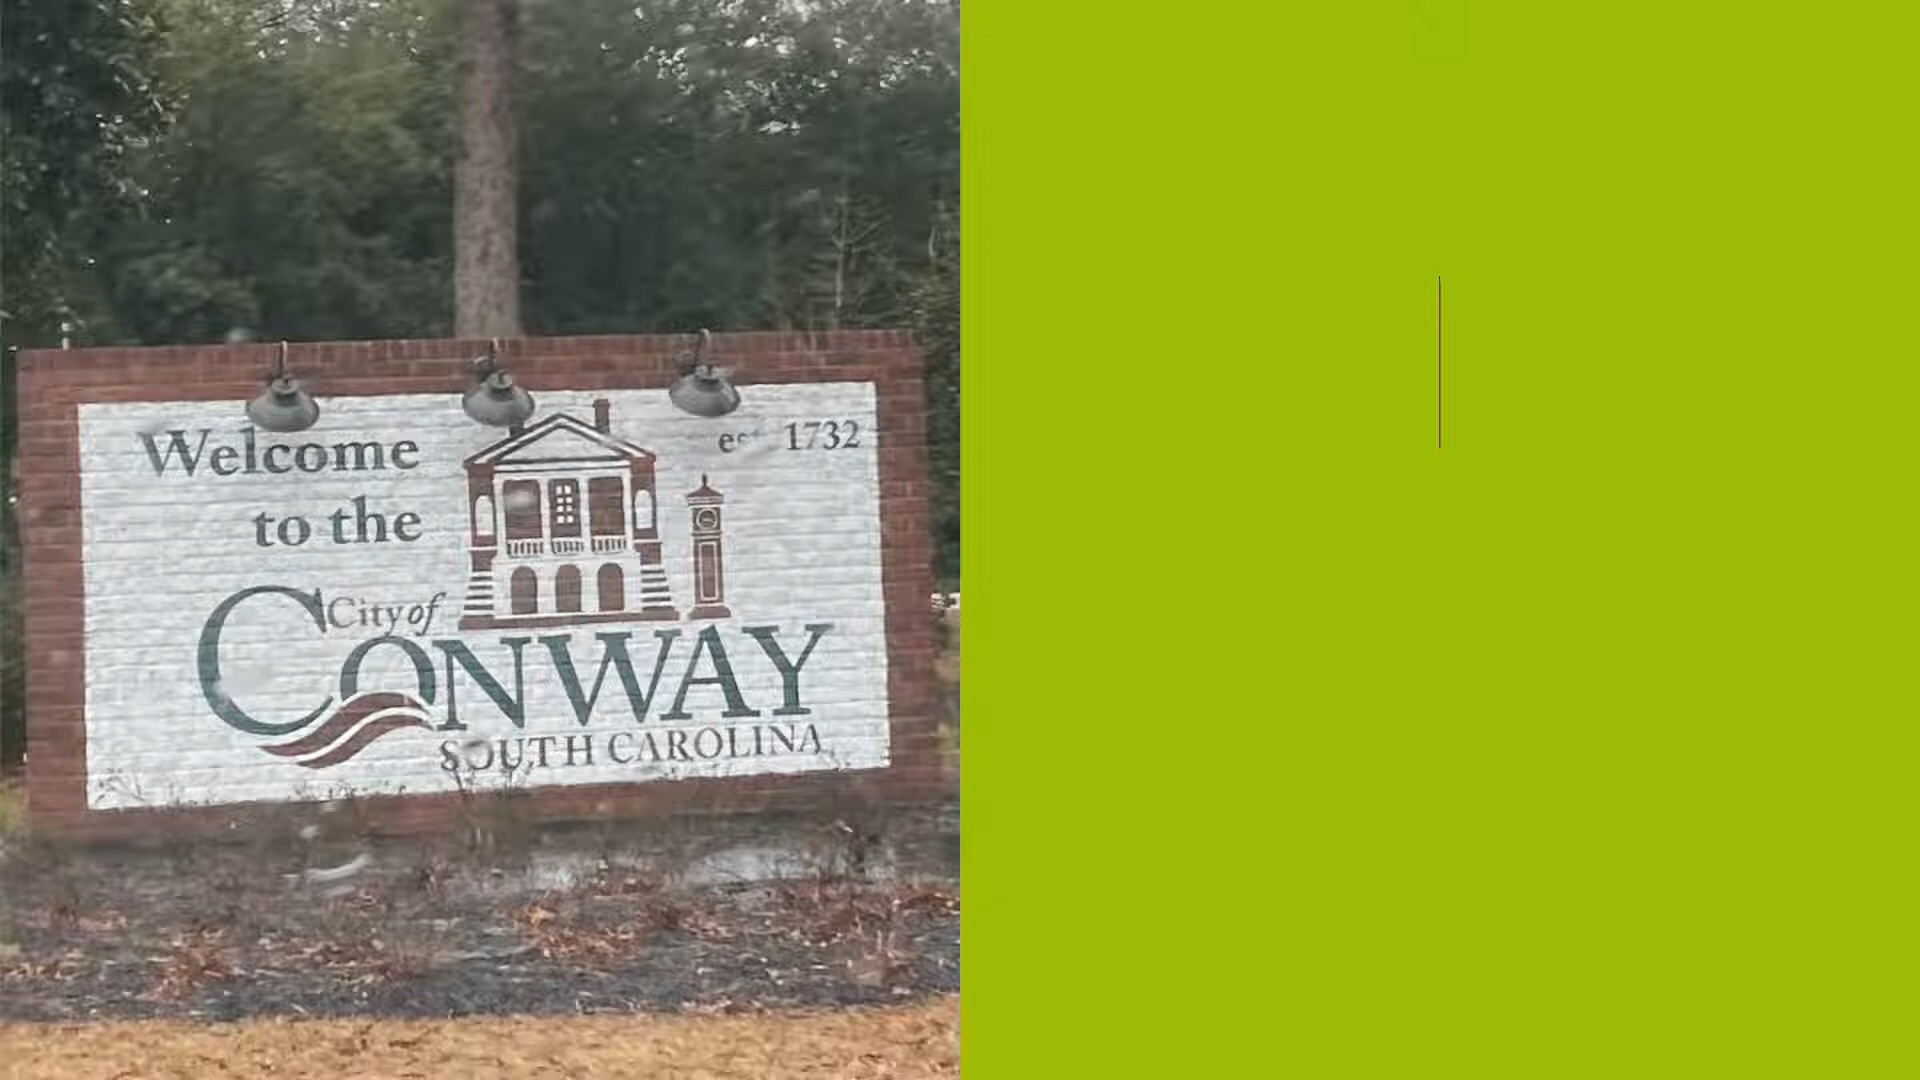 Welcome
to the
City of
CONWAY
SOUTH CAROLINA
1732